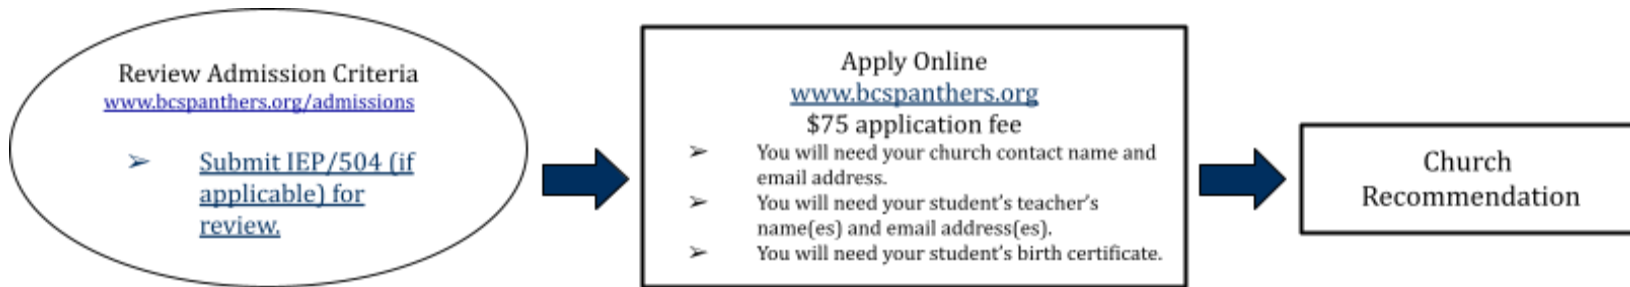 Review Admission Criteria
www.bcspanthers.org/admissions
➢ Submit IEP/504 (if
applicable) for
review.
Apply Online
www.bcspanthers.org
$75 application fee
➢ You will need your church contact name and
email address.
➢ You will need your student’s teacher’s
name(es) and email address(es).
➢ You will need your student’s birth certificate.
Church
Recommendation